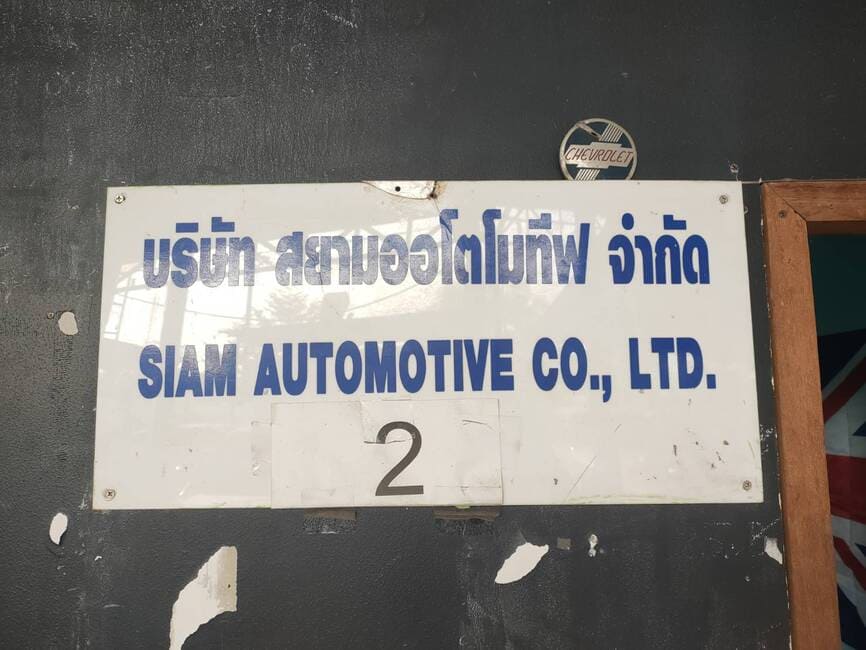 CHEVROLET
บริษัท สยามออโตโมทีฟ จำกัด
SIAM AUTOMOTIVE CO., LTD.
2